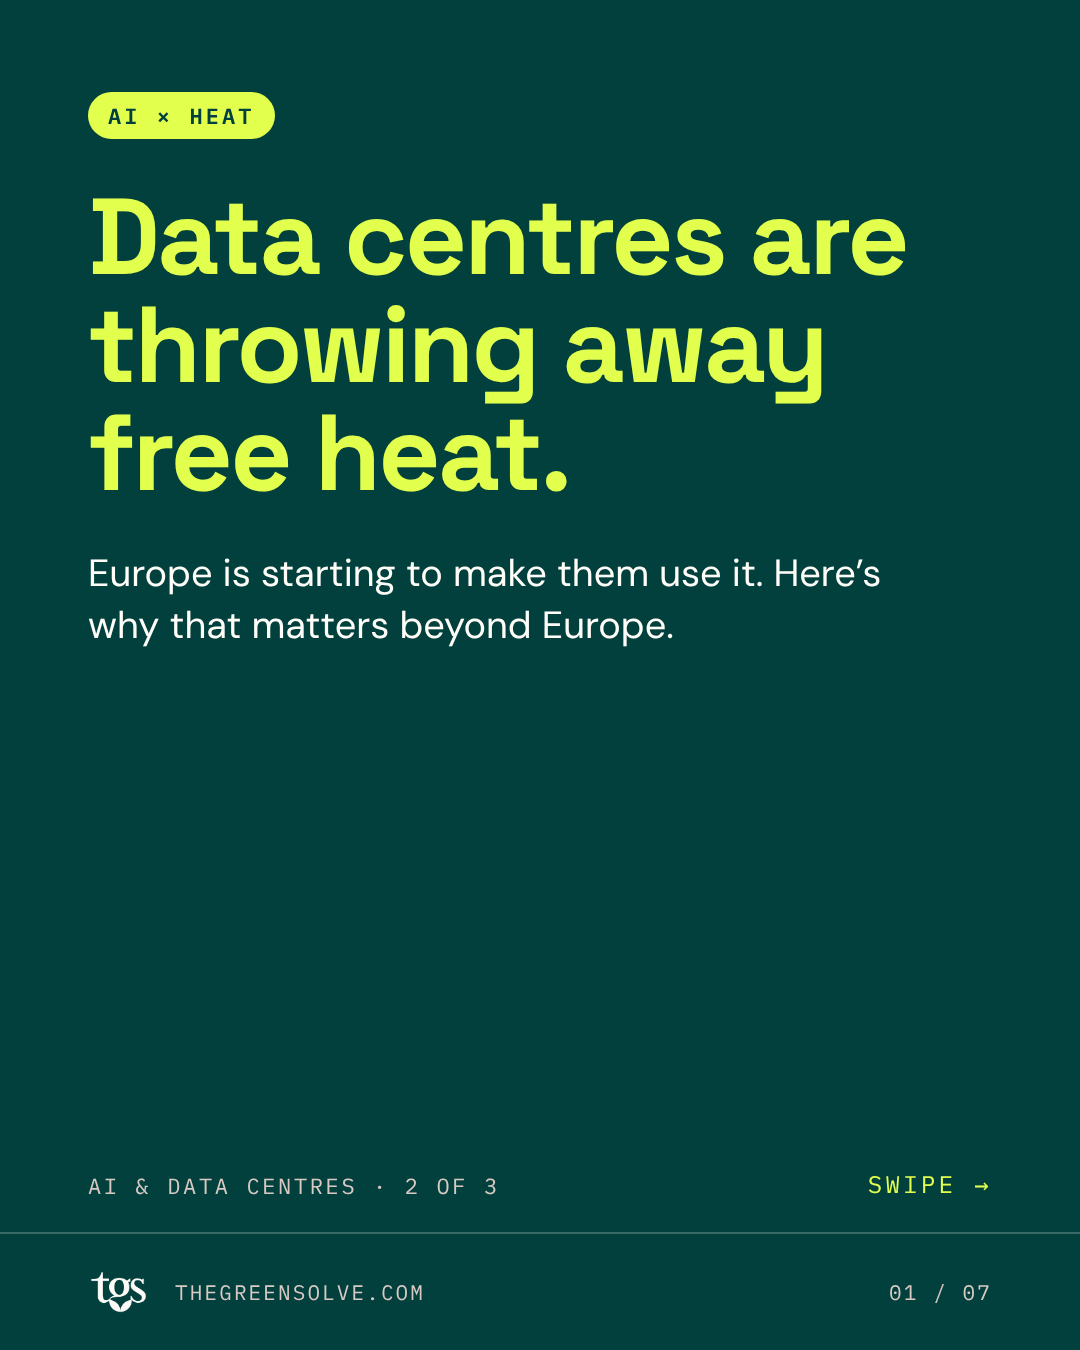 AI × HEAT
Data centres are
throwing away
free heat.
Europe is starting to make them use it. Here’s
why that matters beyond Europe.
AI & DATA CENTRES · 2 OF 3
SWIPE →
tgs
THEGREENSOLVE.COM
01 / 07